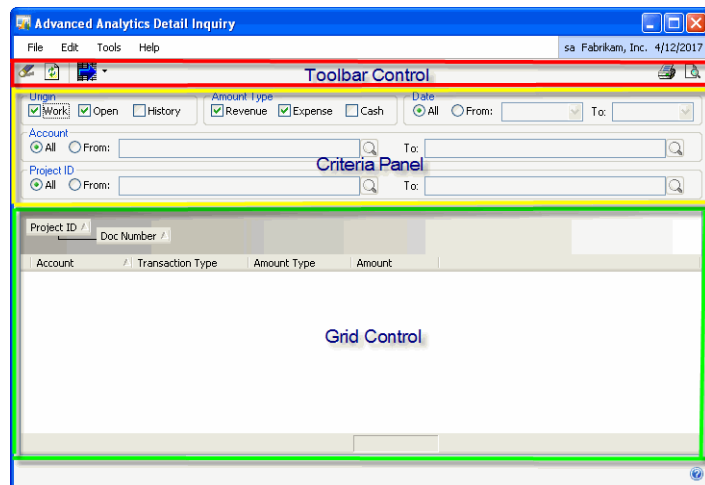 Advanced Analytics Detail Inquiry
File Edit Tools Help sa Fabrikam, Inc. 4/12/2017
Toolbar Control
Origin Amount Type Date
Work Open History Revenue Expense Cash All From: To:
Account
All From: To:
Criteria Panel
Project ID
All From: To:
Project ID
Doc Number
Account Transaction Type Amount Type Amount
Grid Control